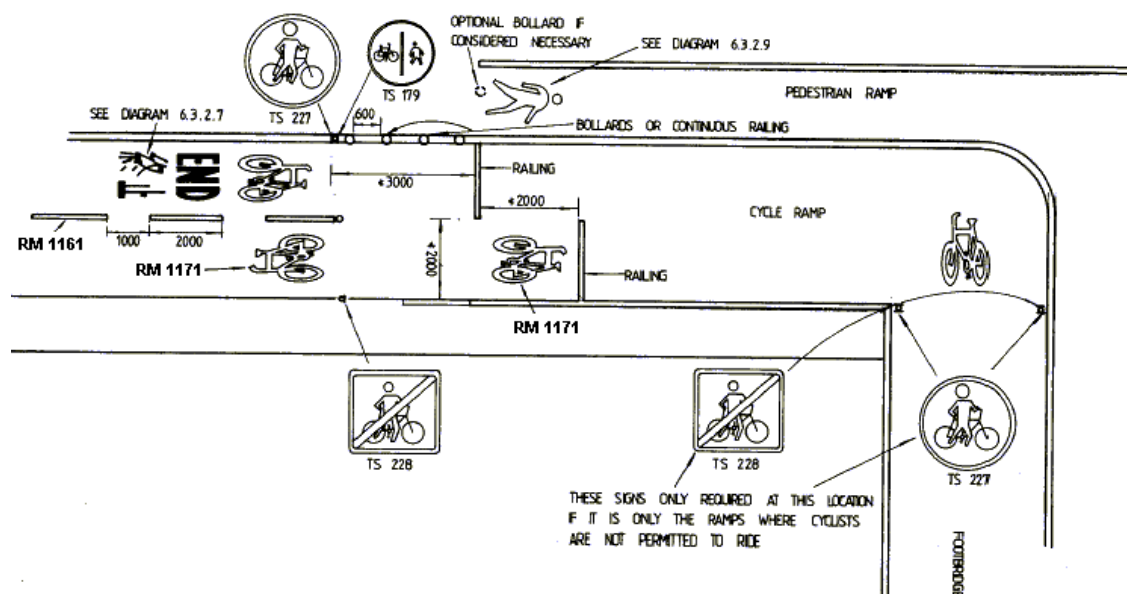 OPTIONAL BOLLARD IF
CONSIDERED NECESSARY
SEE DIAGRAM 6.3.2.9
TS 179
PEDESTRIAN RAMP
TS 227
600
SEE DIAGRAM 6.3.2.7
BOLLARDS OR CONTINUOUS RAILING
END
RAILING
*3000
*2000
CYCLE RAMP
RM 1161
1000
2000
*2000
RM 1171
RAILING
RM 1171
TS 228
TS 228
TS 227
THESE SIGNS ONLY REQUIRED AT THIS LOCATION
IF IT IS ONLY THE RAMPS WHERE CYCLISTS
ARE NOT PERMITTED TO RIDE
FOOTBRIDGE